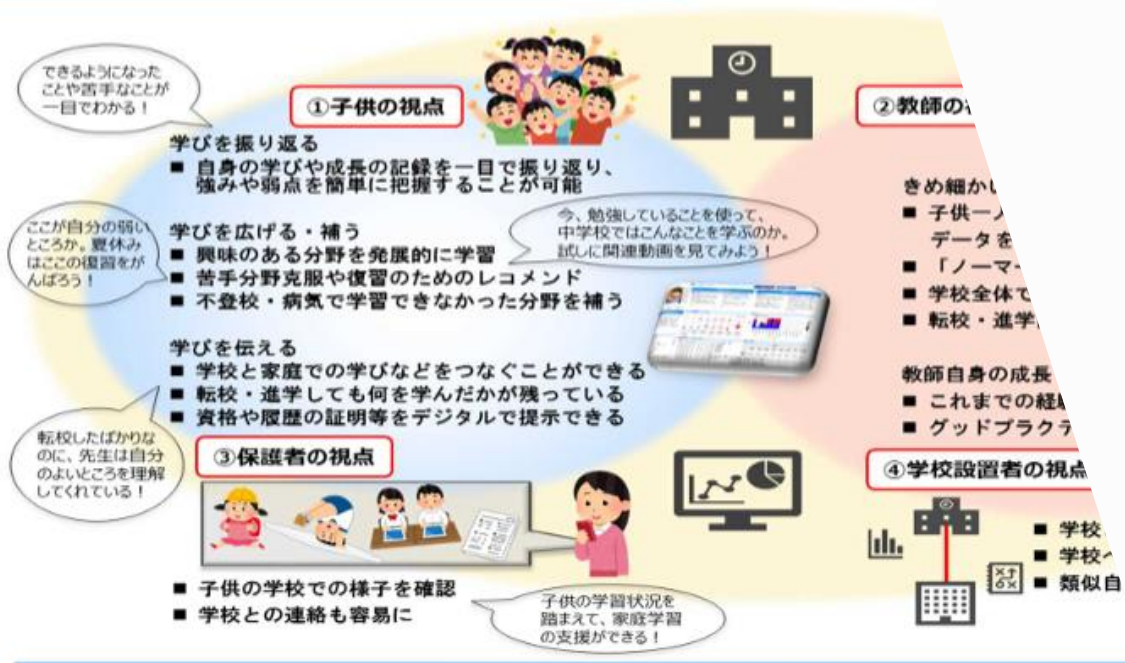 できるようになった
ことや苦手なことが
一目でわかる！
①子供の視点
学びを振り返る
■ 自身の学びや成長の記録を一目で振り返り、
強みや弱点を簡単に把握することが可能
ここが自分の弱い
ところか。夏休み
はここの復習をが
んばろう！
今、勉強していることを使って、
中学校ではこんなことを学ぶのか。
試しに関連動画を見てみよう！
学びを広げる・補う
■ 興味のある分野を発展的に学習
■ 苦手分野克服や復習のためのレコメンド
■ 不登校・病気で学習できなかった分野を補う
学びを伝える
■ 学校と家庭での学びなどをつなぐことができる
■ 転校・進学しても何を学んだかが残っている
■ 資格や履歴の証明等をデジタルで提示できる
転校したばかりな
のに、先生は自分
のよいところを理解
してくれている！
②教師の
きめ細かい
■ 子供一人
データを
■ 「ノーマ
■ 学校全体で
■ 転校・進学
教師自身の成長
■ これまでの経
■ グッドプラクテ
③保護者の視点
■ 子供の学校での様子を確認
■ 学校との連絡も容易に
子供の学習状況を
踏まえて、家庭学習
の支援ができる！
④学校設置者の視点
■ 学校
■ 学校
■ 類似自